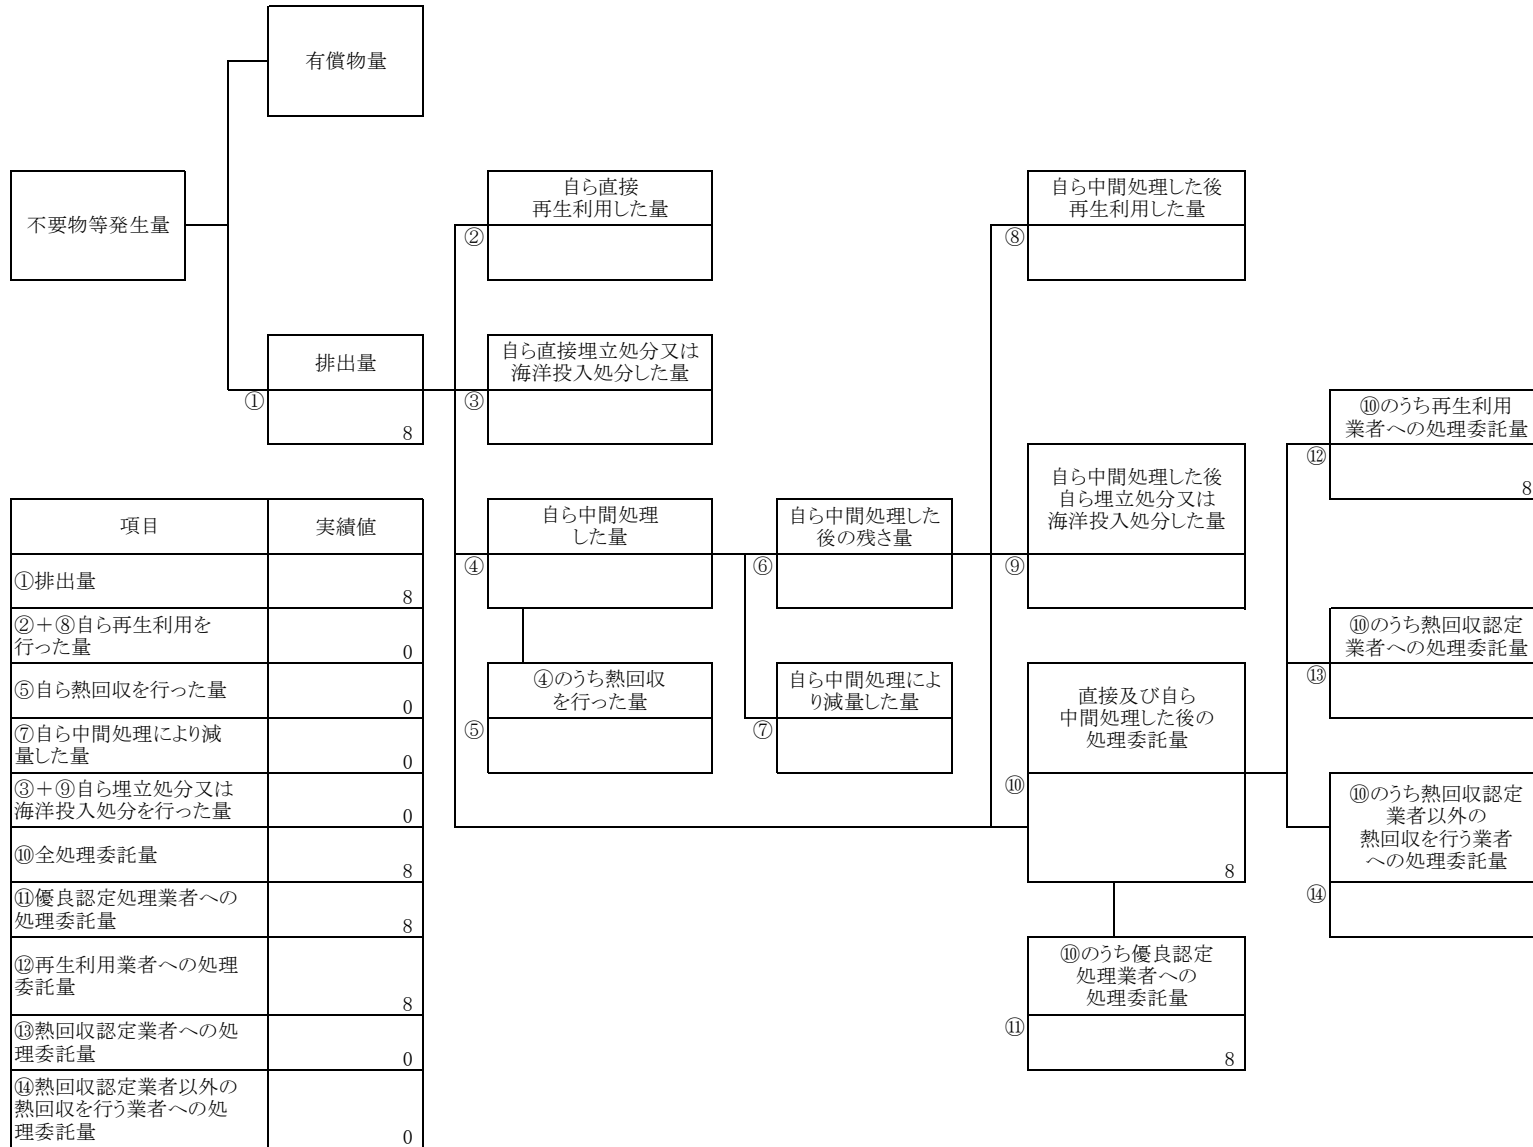 有償物量
不要物等発生量
自ら直接
再生利用した量
②
自ら中間処理した後
再生利用した量
⑧
排出量
①
8
自ら直接埋立処分又は
海洋投入処分した量
③
⑩のうち再生利用
業者への処理委託量
⑫
8
自ら中間処理
した量
④
自ら中間処理した
後の残さ量
⑥
自ら中間処理した後
自ら埋立処分又は
海洋投入処分した量
⑨
⑩のうち熱回収認定
業者への処理委託量
⑬
④のうち熱回収
を行った量
⑤
自ら中間処理によ
り減量した量
⑦
直接及び自ら
中間処理した後の
処理委託量
⑩
8
⑩のうち熱回収認定
業者以外の
熱回収を行う業者
への処理委託量
⑭
⑩のうち優良認定
処理業者への
処理委託量
⑪
8
項目 実績値
①排出量
8
②+⑧自ら再生利用を
行った量 0
⑤自ら熱回収を行った量
0
⑦自ら中間処理により減
量した量 0
③+⑨自ら埋立処分又は
海洋投入処分を行った量 0
⑩全処理委託量
8
⑪優良認定処理業者への
処理委託量 8
⑫再生利用業者への処理
委託量
8
⑬熱回収認定業者への処
理委託量 0
⑭熱回収認定業者以外の
熱回収を行う業者への処
理委託量 0